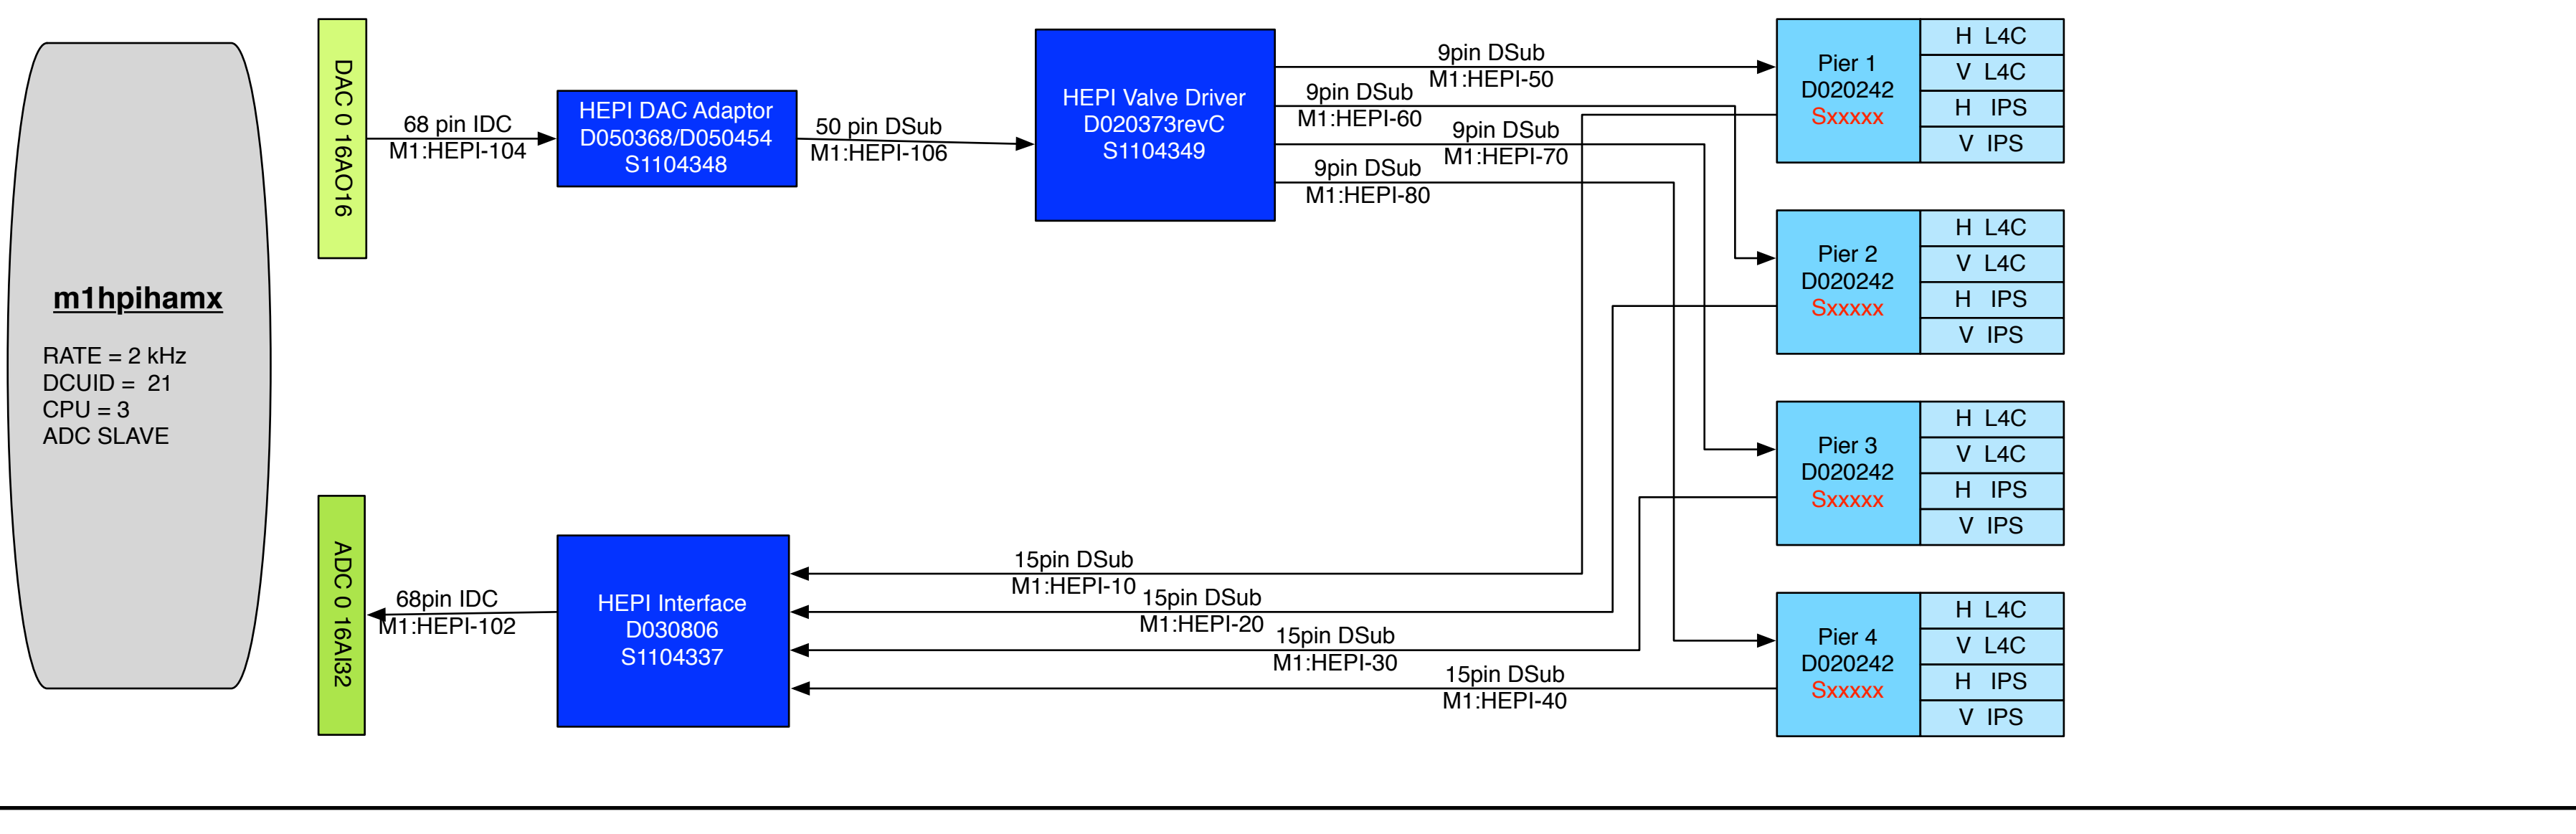 m1hpihamx
RATE = 2 kHz
DCUID = 21
CPU = 3
ADC SLAVE
DAC 0 16AO16
68 pin IDC
M1:HEPI-104
HEPI DAC Adaptor
D050368/D050454
S1104348
50 pin DSub
M1:HEPI-106
HEPI Valve Driver
D020373revC
S1104349
9pin DSub
M1:HEPI-50
9pin DSub
M1:HEPI-60
9pin DSub
M1:HEPI-70
9pin DSub
M1:HEPI-80
Pier 1
D020242
Sxxxxx
H L4C
V L4C
H IPS
V IPS
Pier 2
D020242
Sxxxxx
H L4C
V L4C
H IPS
V IPS
Pier 3
D020242
Sxxxxx
H L4C
V L4C
H IPS
V IPS
Pier 4
D020242
Sxxxxx
H L4C
V L4C
H IPS
V IPS
ADC 0 16AI32
68pin IDC
M1:HEPI-102
HEPI Interface
D030806
S1104337
15pin DSub
M1:HEPI-10
15pin DSub
M1:HEPI-20
15pin DSub
M1:HEPI-30
15pin DSub
M1:HEPI-40